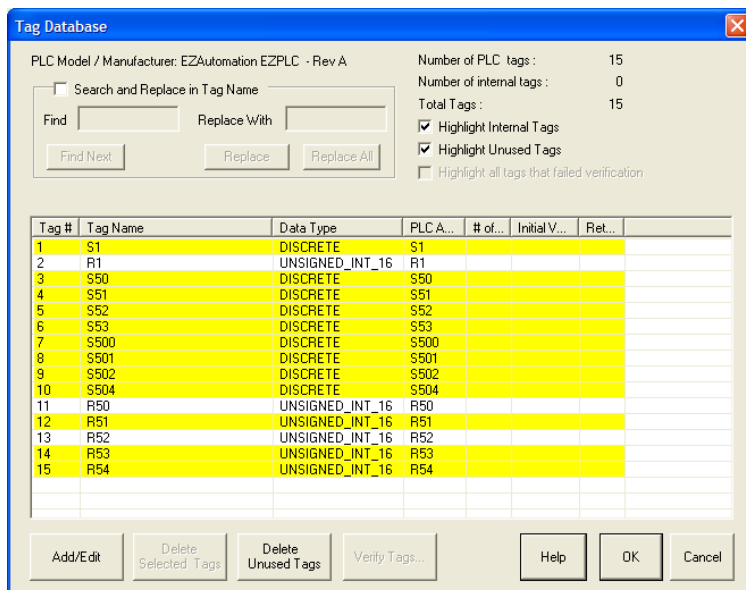 Tag Database
PLC Model / Manufacturer: EZAutomation EZPLC - Rev A
Search and Replace in Tag Name
Find
Replace With
Find Next
Replace
Replace All
Number of PLC tags : 15
Number of internal tags : 0
Total Tags : 15
Highlight Internal Tags
Highlight Unused Tags
Highlight all tags that failed verification
Tag # Tag Name Data Type PLC A... # of... Initial V... Ret...
1 S1 DISCRETE S1
2 R1 UNSIGNED_INT_16 R1
3 S50 DISCRETE S50
4 S51 DISCRETE S51
5 S52 DISCRETE S52
6 S53 DISCRETE S53
7 S500 DISCRETE S500
8 S501 DISCRETE S501
9 S502 DISCRETE S502
10 S504 DISCRETE S504
11 R50 UNSIGNED_INT_16 R50
12 R51 UNSIGNED_INT_16 R51
13 R52 UNSIGNED_INT_16 R52
14 R53 UNSIGNED_INT_16 R53
15 R54 UNSIGNED_INT_16 R54
Add/Edit
Delete
Selected Tags
Delete
Unused Tags
Verify Tags...
Help
OK
Cancel